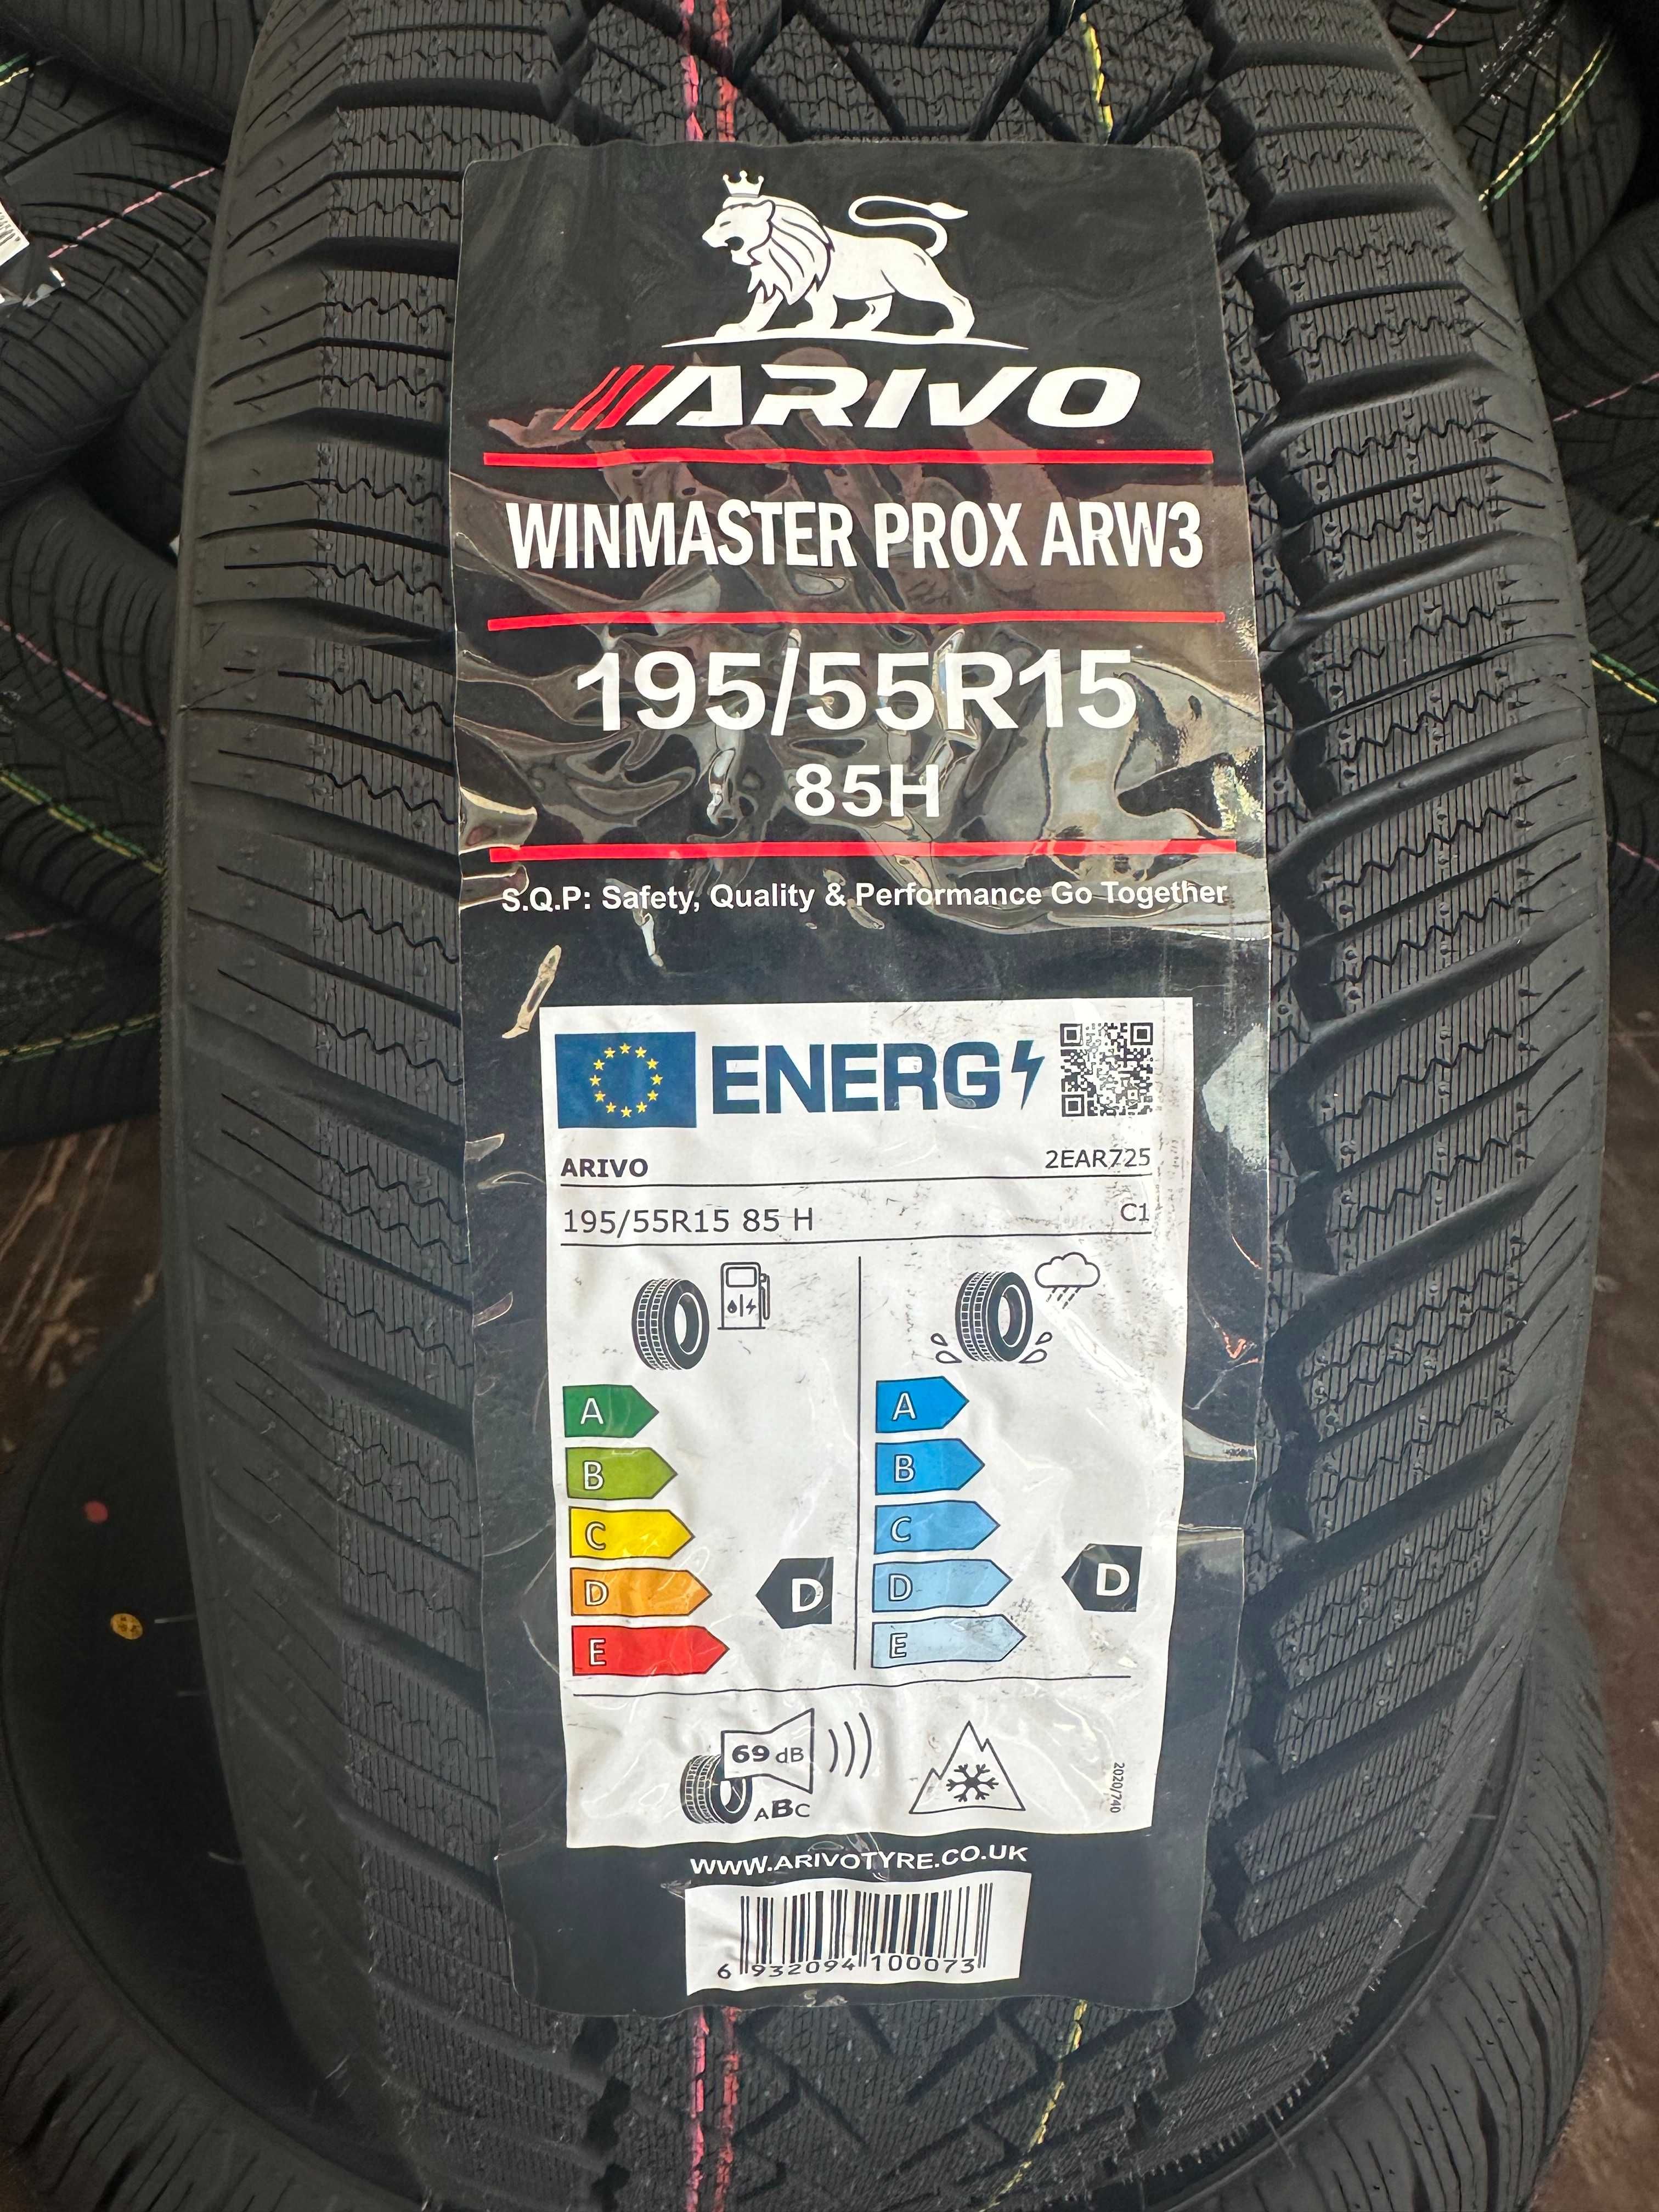 ARIVO
WINMASTER PROX ARW3
195/55R15
85H
S.Q.P: Safety, Quality & Performance Go Together
ENERG
ARIVO 2EAR725
195/55R15 85 H C1
A A
B B
C C
D D D D
E E
69 dB
ABC
2020/740
WWW.ARIVOTYRE.CO.UK
6 932094 100073